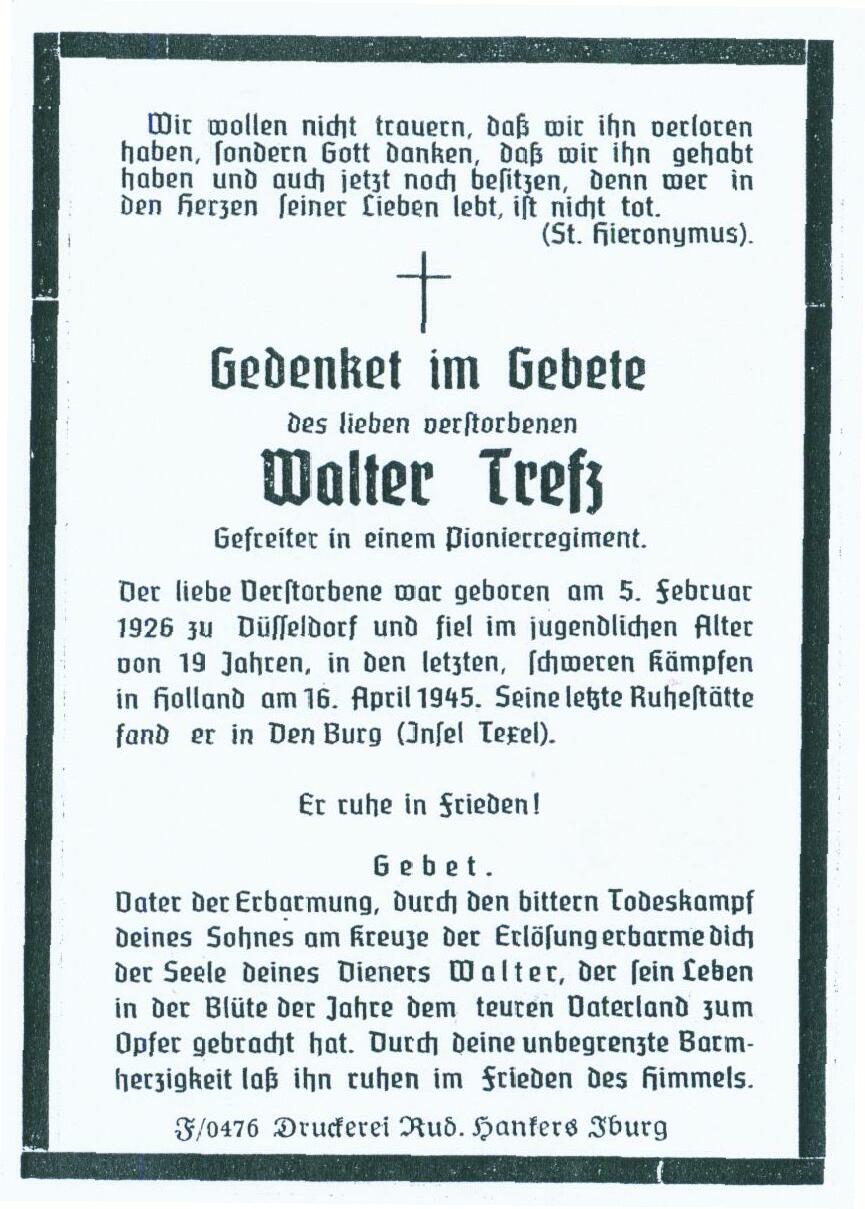 Wir wollen nicht trauern, daß wir ihn verloren
haben, sondern Gott danken, daß wir ihn gehabt
haben und auch jetzt noch besitzen, denn wer in
den Herzen seiner Lieben lebt, ist nicht tot.
(St. Hieronymus).
Gedenket im Gebete
des lieben verstorbenen
Walter Trefz
Gefreiter in einem Pionierregiment.
Der liebe Verstorbene war geboren am 5. Februar
1926 zu Düsseldorf und fiel im jugendlichen Alter
von 19 Jahren, in den letzten, schweren Kämpfen
in Holland am 16. April 1945. Seine letzte Ruhestätte
fand er in Den Burg (Insel Texel).
Er ruhe in Frieden!
Gebet.
Vater der Erbarmung, durch den bittern Todeskampf
deines Sohnes am Kreuze der Erlösung erbarme dich
der Seele deines Dieners Walter, der sein Leben
in der Blüte der Jahre dem teuren Vaterland zum
Opfer gebracht hat. Durch deine unbegrenzte Barm-
herzigkeit laß ihn ruhen im Frieden des Himmels.
F/0476 Druckerei Rud. Hankers Iburg